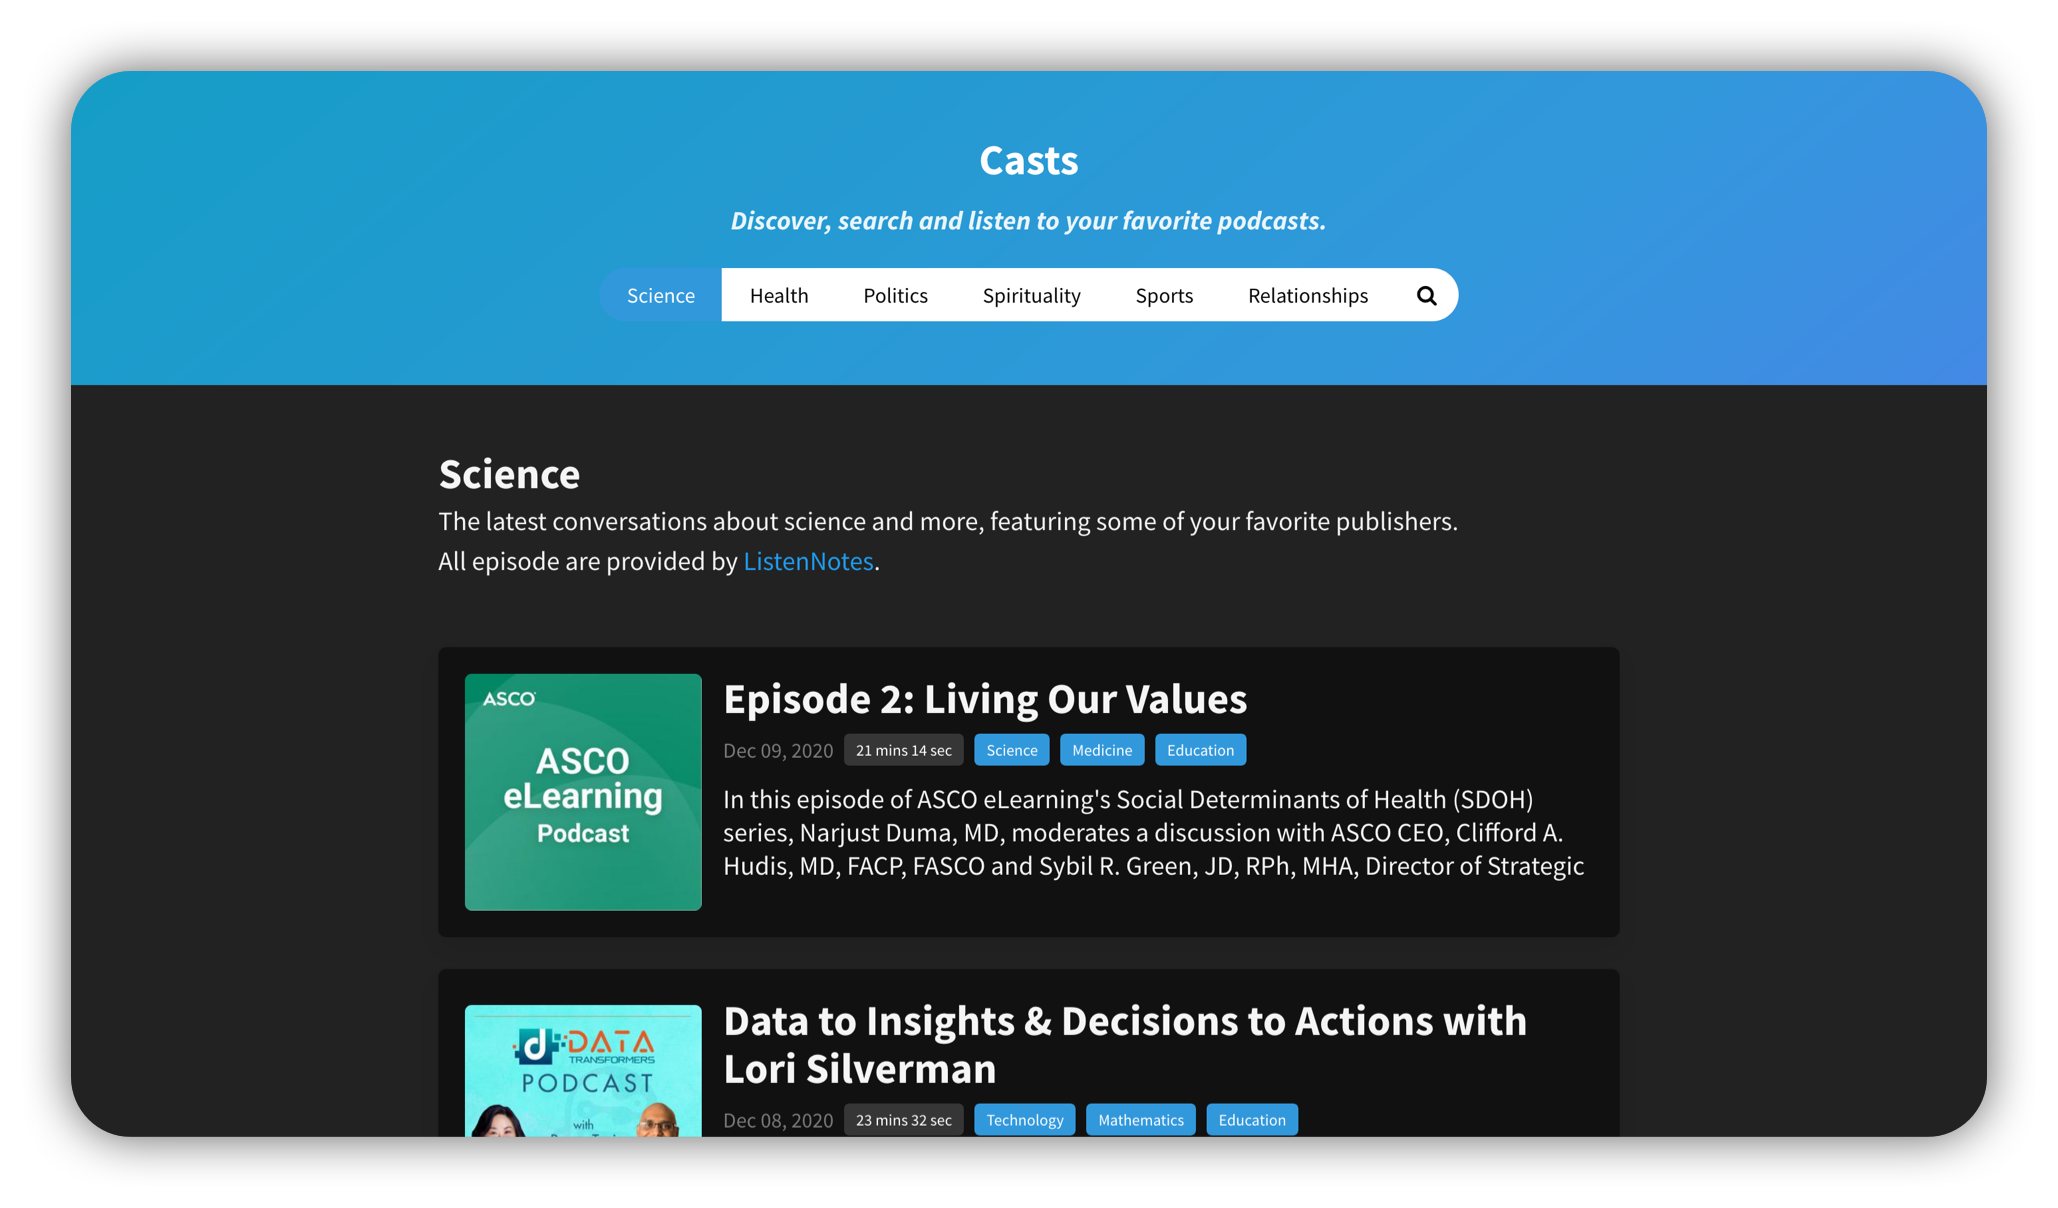 Casts
Discover, search and listen to your favorite podcasts.
Science Health Politics Spirituality Sports Relationships
Science
The latest conversations about science and more, featuring some of your favorite publishers.
All episode are provided by ListenNotes.
ASCO
ASCO
eLearning
Podcast
Episode 2: Living Our Values
Dec 09, 2020 21 mins 14 sec Science Medicine Education
In this episode of ASCO eLearning's Social Determinants of Health (SDOH)
series, Narjust Duma, MD, moderates a discussion with ASCO CEO, Clifford A.
Hudis, MD, FACP, FASCO and Sybil R. Green, JD, RPh, MHA, Director of Strategic
d DATA
TRANSFORMERS
PODCAST
with
Data to Insights & Decisions to Actions with
Lori Silverman
Dec 08, 2020 23 mins 32 sec Technology Mathematics Education